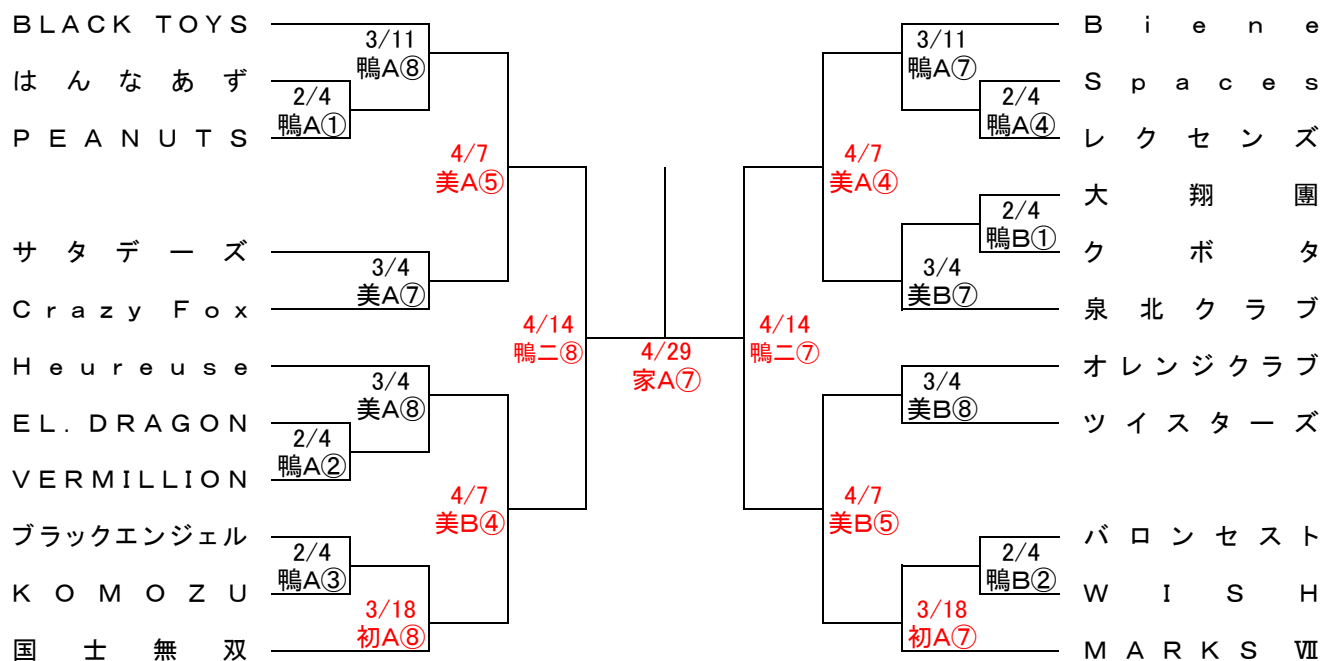 BLACK TOYS
3/11
鴨A⑧
はんなあず
2/4
鴨A①
PEANUTS
4/7
美A⑤
サタデーズ
3/4
美A⑦
Crazy Fox
4/14
鴨二⑧
Heureuse
3/4
美A⑧
EL. DRAGON
2/4
鴨A②
VERMILLION
4/7
美B④
ブラックエンジェル
2/4
鴨A③
KOMOZU
3/18
初A⑧
国士無双
4/29
家A⑦
Biene
3/11
鴨A⑦
Spaces
2/4
鴨A④
レクセンズ
4/7
美A④
大翔團
2/4
鴨B①
クボタ
3/4
美B⑦
泉北クラブ
4/14
鴨二⑦
オレンジクラブ
3/4
美B⑧
ツイスターズ
4/7
美B⑤
バロンセスト
2/4
鴨B②
WISH
3/18
初A⑦
MARKS Ⅶ